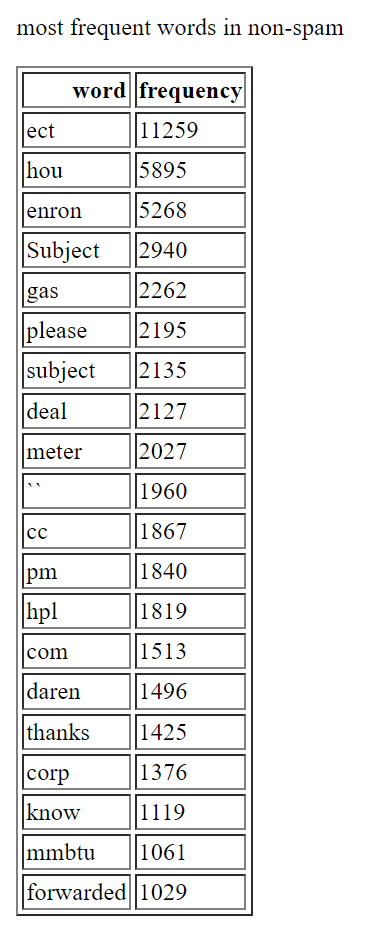 most frequent words in non-spam
word frequency
ect 11259
hou 5895
enron 5268
Subject 2940
gas 2262
please 2195
subject 2135
deal 2127
meter 2027
`` 1960
cc 1867
pm 1840
hpl 1819
com 1513
daren 1496
thanks 1425
corp 1376
know 1119
mmbtu 1061
forwarded 1029